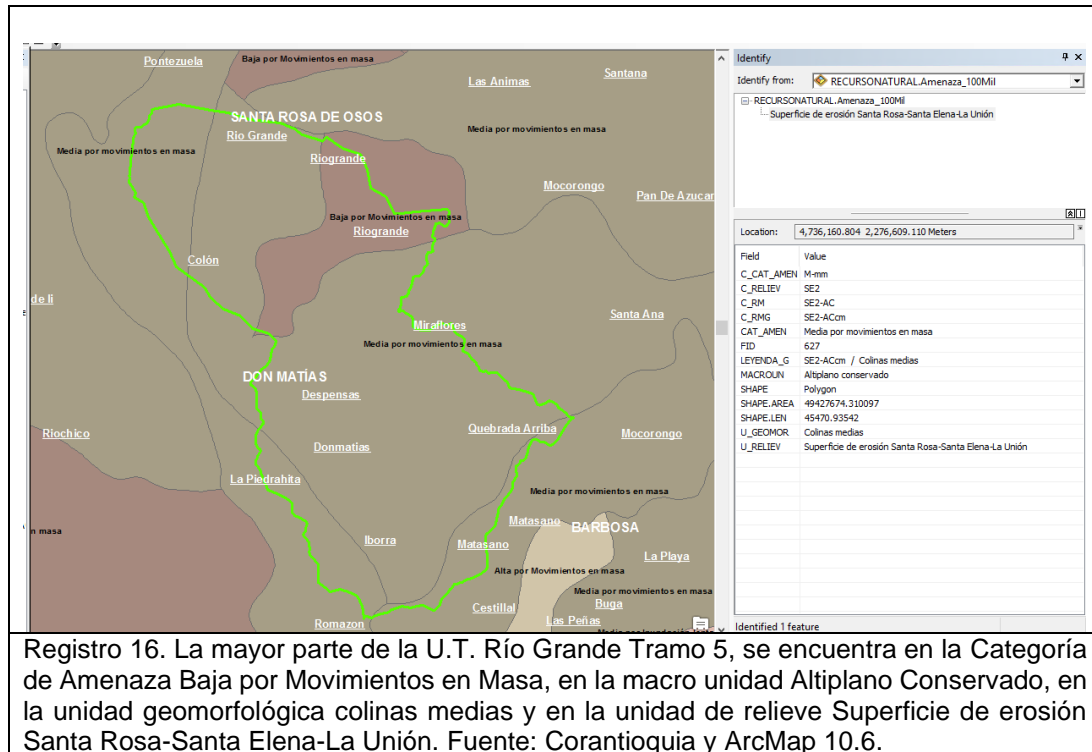 Pontezuela
Baja por Movimientos en masa
Las Animas
Santana
SANTA ROSA DE OSOS
Rio Grande
Media por movimientos en masa
Media por movimientos en masa
Riogrande
Mocorongo
Pan De Azucar
Baja por Movimientos en masa
Riogrande
Colón
de li
Santa Ana
Miraflores
Media por movimientos en masa
DON MATÍAS
Despensas
Riochico
Quebrada Arriba
Mocorongo
Donmatias
La Piedrahita
Media por movimientos en masa
n masa
Matasano
BARBOSA
Iborra
Matasano
La Playa
Alta por Movimientos en masa
Media por movimientos en masa
Cestillal
Buga
Romazon
Las Peñas
Identify
Identify from:
RECURSONATURAL.Amenaza_100Mil
RECURSONATURAL.Amenaza_100Mil
Superficie de erosión Santa Rosa-Santa Elena-La Unión
Location: 4,736,160.804 2,276,609.110 Meters
Field Value
C_CAT_AMEN M-mm
C_RELIEV SE2
C_RM SE2-AC
C_RMG SE2-ACcm
CAT_AMEN Media por movimientos en masa
FID 627
LEYENDA_G SE2-ACcm / Colinas medias
MACROUN Altiplano conservado
SHAPE Polygon
SHAPE.AREA 49427674.310097
SHAPE.LEN 45470.93542
U_GEOMOR Colinas medias
U_RELIEV Superficie de erosión Santa Rosa-Santa Elena-La Unión
Identified 1 feature
Registro 16. La mayor parte de la U.T. Río Grande Tramo 5, se encuentra en la Categoría
de Amenaza Baja por Movimientos en Masa, en la macro unidad Altiplano Conservado, en
la unidad geomorfológica colinas medias y en la unidad de relieve Superficie de erosión
Santa Rosa-Santa Elena-La Unión. Fuente: Corantioquia y ArcMap 10.6.